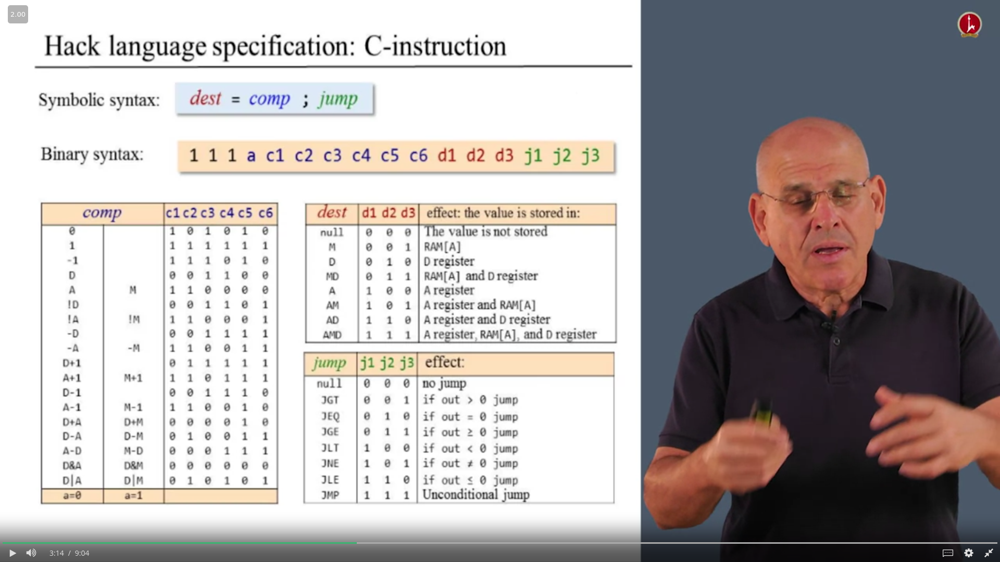 2.00
Hack language specification: C-instruction
Symbolic syntax: dest = comp ; jump
Binary syntax: 1 1 1 a c1 c2 c3 c4 c5 c6 d1 d2 d3 j1 j2 j3
comp c1 c2 c3 c4 c5 c6
0 1 0 1 0 1 0
1 1 1 1 1 1 1
-1 1 1 1 0 1 0
D 0 0 1 1 0 0
A M 1 1 0 0 0 0
!D 0 0 1 1 0 1
!A !M 1 1 0 0 0 1
-D 0 0 1 1 1 1
-A -M 1 1 0 0 1 1
D+1 0 1 1 1 1 1
A+1 M+1 1 1 0 1 1 1
D-1 0 0 1 1 1 0
A-1 M-1 1 1 0 0 1 0
D+A D+M 0 0 0 0 1 0
D-A D-M 0 1 0 0 1 1
A-D M-D 0 0 0 1 1 1
D&A D&M 0 0 0 0 0 0
D|A D|M 0 1 0 1 0 1
a=0 a=1
dest d1 d2 d3 effect: the value is stored in:
null 0 0 0 The value is not stored
M 0 0 1 RAM[A]
D 0 1 0 D register
MD 0 1 1 RAM[A] and D register
A 1 0 0 A register
AM 1 0 1 A register and RAM[A]
AD 1 1 0 A register and D register
AMD 1 1 1 A register, RAM[A], and D register
jump j1 j2 j3 effect:
null 0 0 0 no jump
JGT 0 0 1 if out > 0 jump
JEQ 0 1 0 if out = 0 jump
JGE 0 1 1 if out ≥ 0 jump
JLT 1 0 0 if out < 0 jump
JNE 1 0 1 if out ≠ 0 jump
JLE 1 1 0 if out ≤ 0 jump
JMP 1 1 1 Unconditional jump
3:14 / 9:04